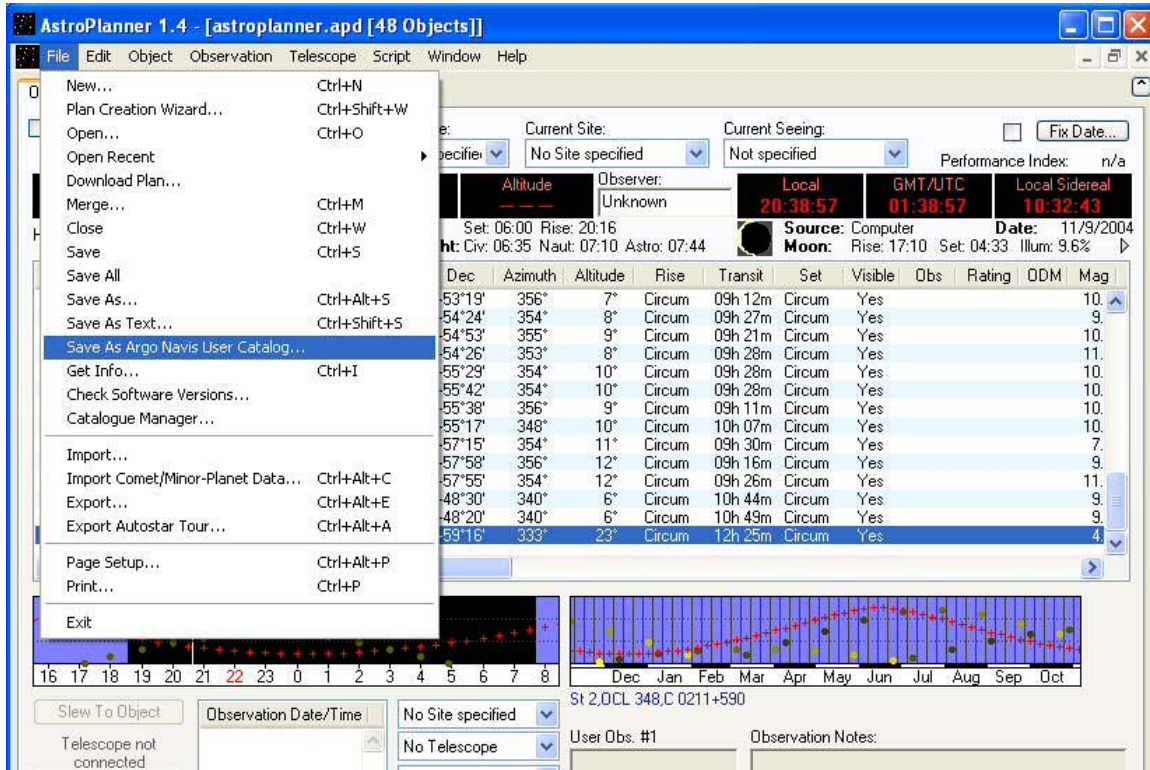 AstroPlanner 1.4 - [astroplanner.apd [48 Objects]]
File Edit Object Observation Telescope Script Window Help
New... Ctrl+N
Plan Creation Wizard... Ctrl+Shift+W
Open... Ctrl+O
Open Recent
Download Plan...
Merge... Ctrl+M
Close Ctrl+W
Save Ctrl+S
Save All
Save As... Ctrl+Alt+S
Save As Text... Ctrl+Shift+S
Save As Argo Navis User Catalog...
Get Info... Ctrl+I
Check Software Versions...
Catalogue Manager...
Import...
Import Comet/Minor-Planet Data... Ctrl+Alt+C
Export... Ctrl+Alt+E
Export Autostar Tour... Ctrl+Alt+A
Page Setup... Ctrl+Alt+P
Print... Ctrl+P
Exit
Current Site: Current Seeing: Fix Date...
No Site specified Not specified Performance Index: n/a
Altitude Observer: Local GMT/UTC Local Sidereal
--- Unknown 20:38:57 01:38:57 10:32:43
Set: 06:00 Rise: 20:16 Source: Computer Date: 11/9/2004
ht: Civ: 06:35 Naut: 07:10 Astro: 07:44 Moon: Rise: 17:10 Set: 04:33 Illum: 9.6%
Dec Azimuth Altitude Rise Transit Set Visible Obs Rating ODM Mag
53°19' 356° 7° Circum 09h 12m Circum Yes 10.
54°24' 354° 8° Circum 09h 27m Circum Yes 9.
54°53' 355° 9° Circum 09h 21m Circum Yes 10.
54°26' 353° 8° Circum 09h 28m Circum Yes 11.
55°29' 354° 10° Circum 09h 28m Circum Yes 10.
55°42' 354° 10° Circum 09h 28m Circum Yes 10.
55°38' 356° 9° Circum 09h 11m Circum Yes 10.
55°17' 348° 10° Circum 10h 07m Circum Yes 10.
57°15' 354° 11° Circum 09h 30m Circum Yes 7.
57°58' 356° 12° Circum 09h 16m Circum Yes 9.
57°55' 354° 12° Circum 09h 26m Circum Yes 11.
48°30' 340° 6° Circum 10h 44m Circum Yes 9.
48°20' 340° 6° Circum 10h 49m Circum Yes 9.
59°16' 333° 23° Circum 12h 25m Circum Yes 4.
16 17 18 19 20 21 22 23 0 1 2 3 4 5 6 7 8
Dec Jan Feb Mar Apr May Jun Jul Aug Sep Oct
St 2,OCL 348,C 0211+590
Slew To Object Observation Date/Time No Site specified
Telescope not connected
No Telescope
User Obs. #1 Observation Notes: